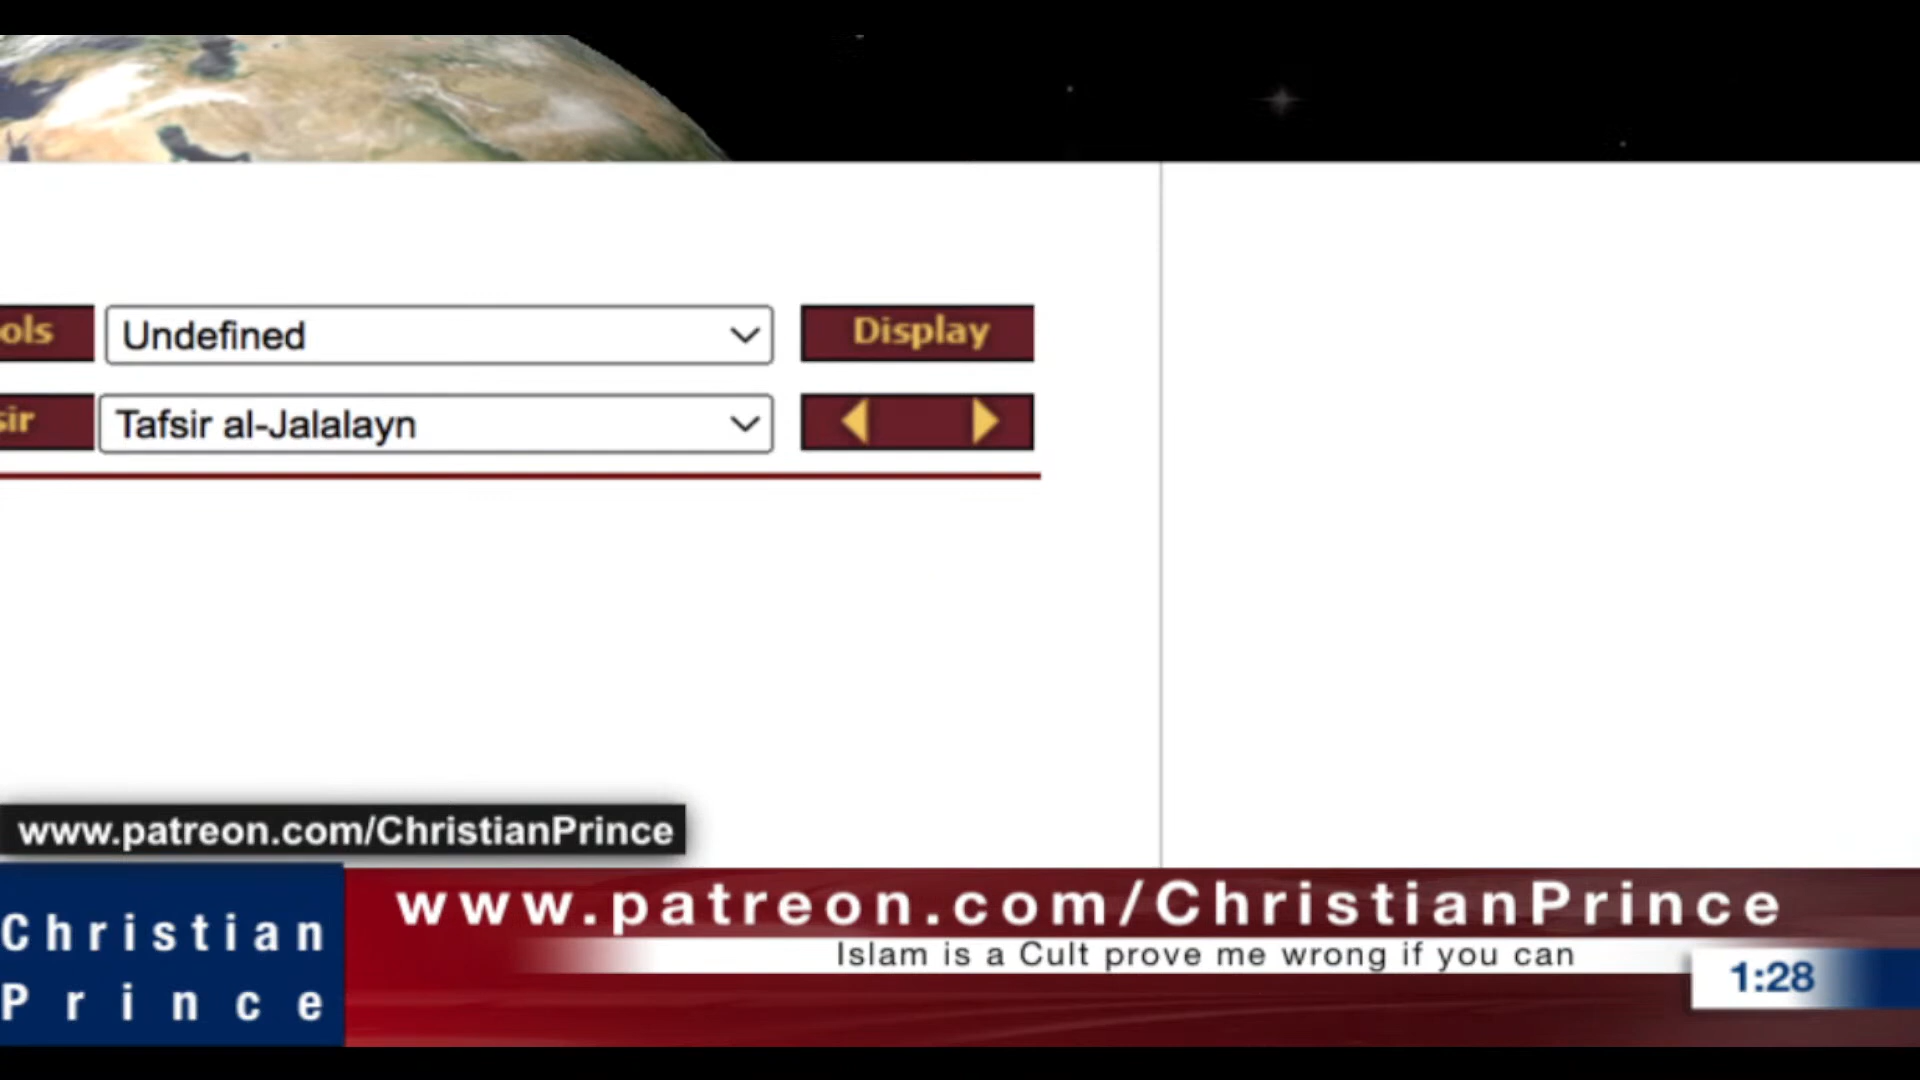 ols
Undefined
Display
sir
Tafsir al-Jalalayn
www.patreon.com/ChristianPrince
Christian
Prince
www.patreon.com/ChristianPrince
Islam is a Cult prove me wrong if you can
1:28